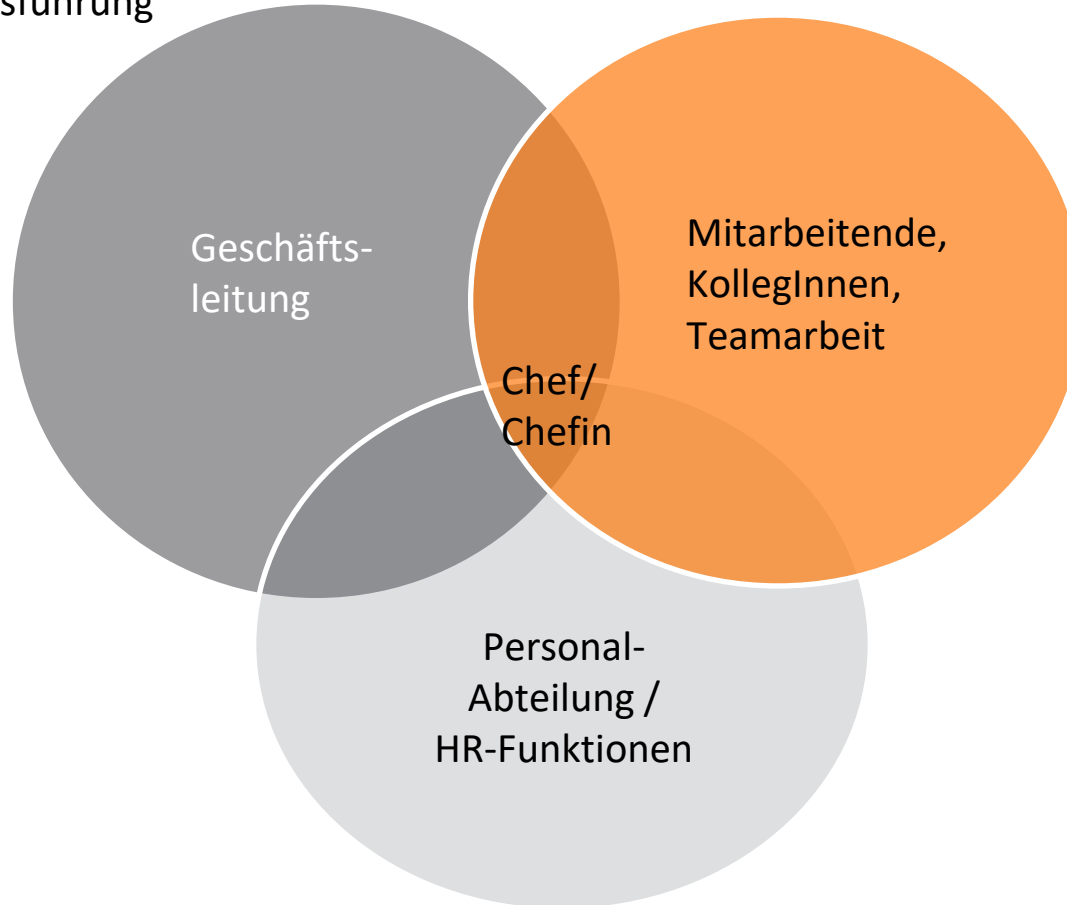 Geschäfts-
leitung
Mitarbeitende,
KollegInnen,
Teamarbeit
Chef/
Chefin
Personal-
Abteilung /
HR-Funktionen